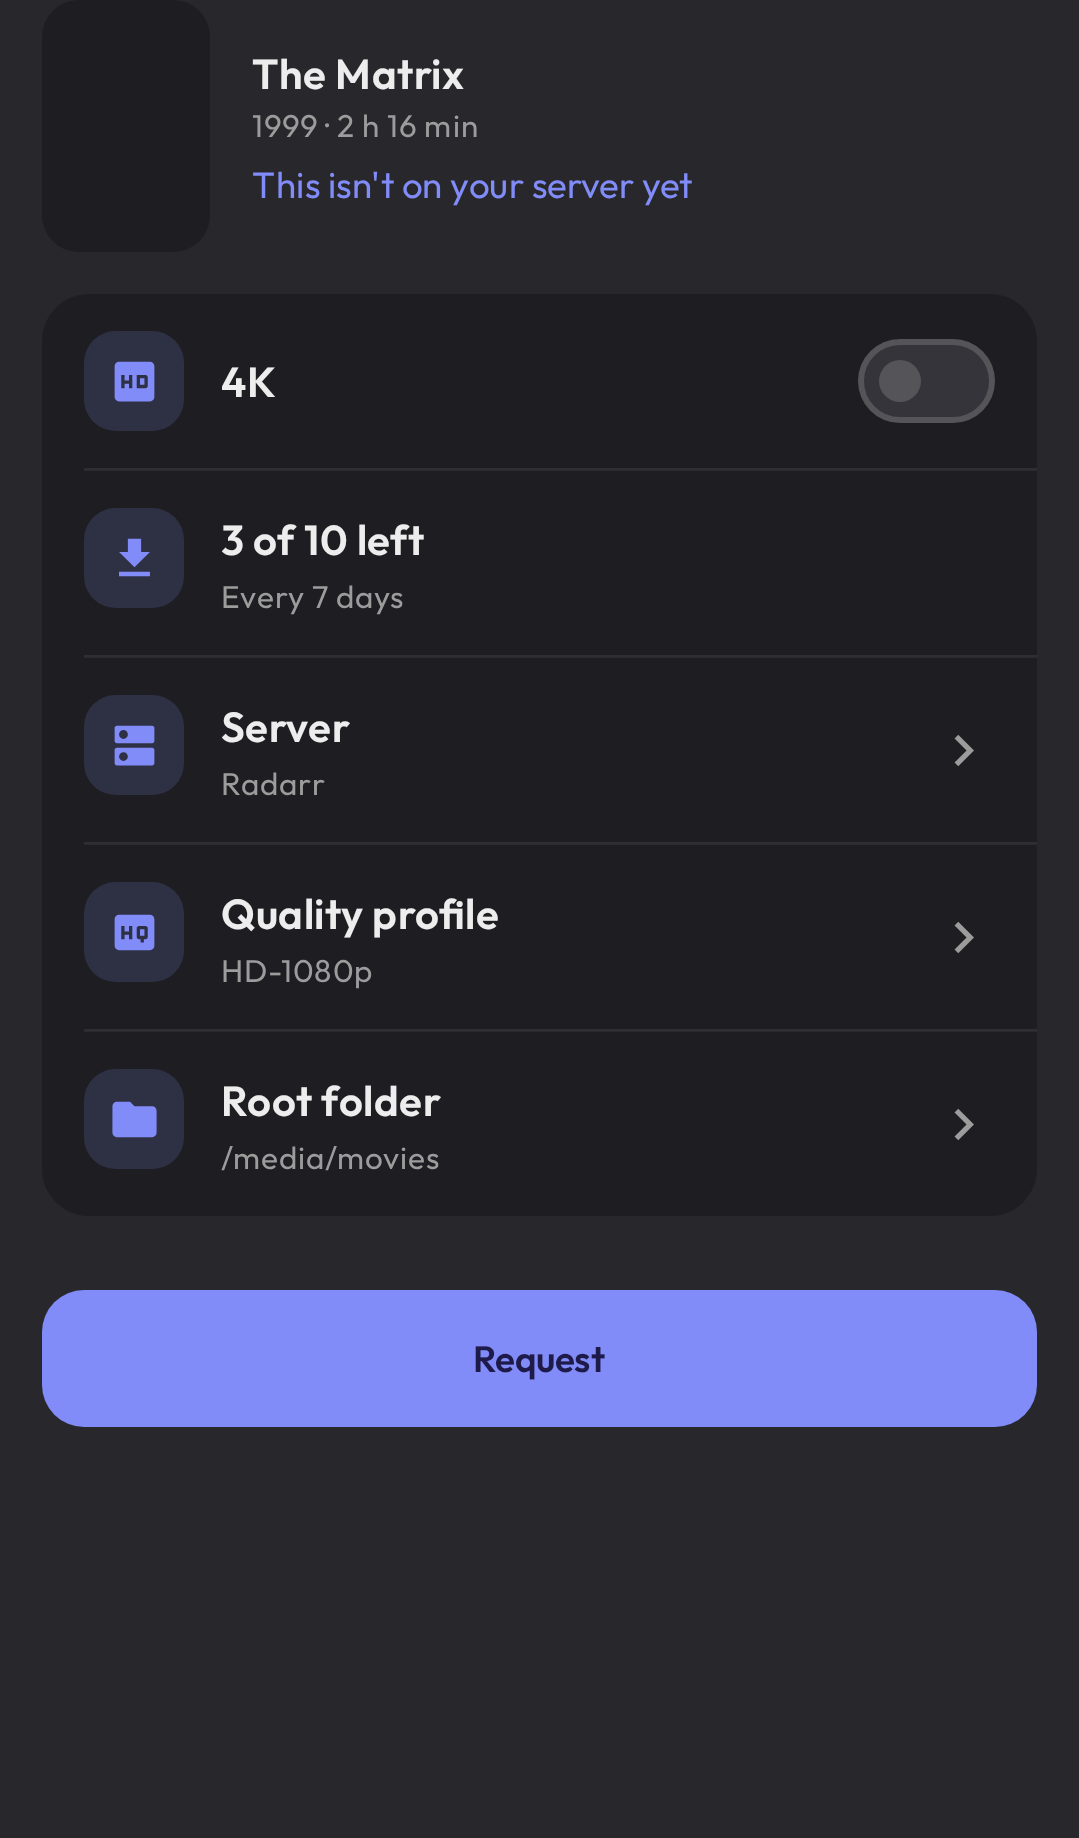 The Matrix
1999 · 2 h 16 min
This isn't on your server yet
HD
4K
3 of 10 left
Every 7 days
Server
Radarr
HQ
Quality profile
HD-1080p
Root folder
/media/movies
Request